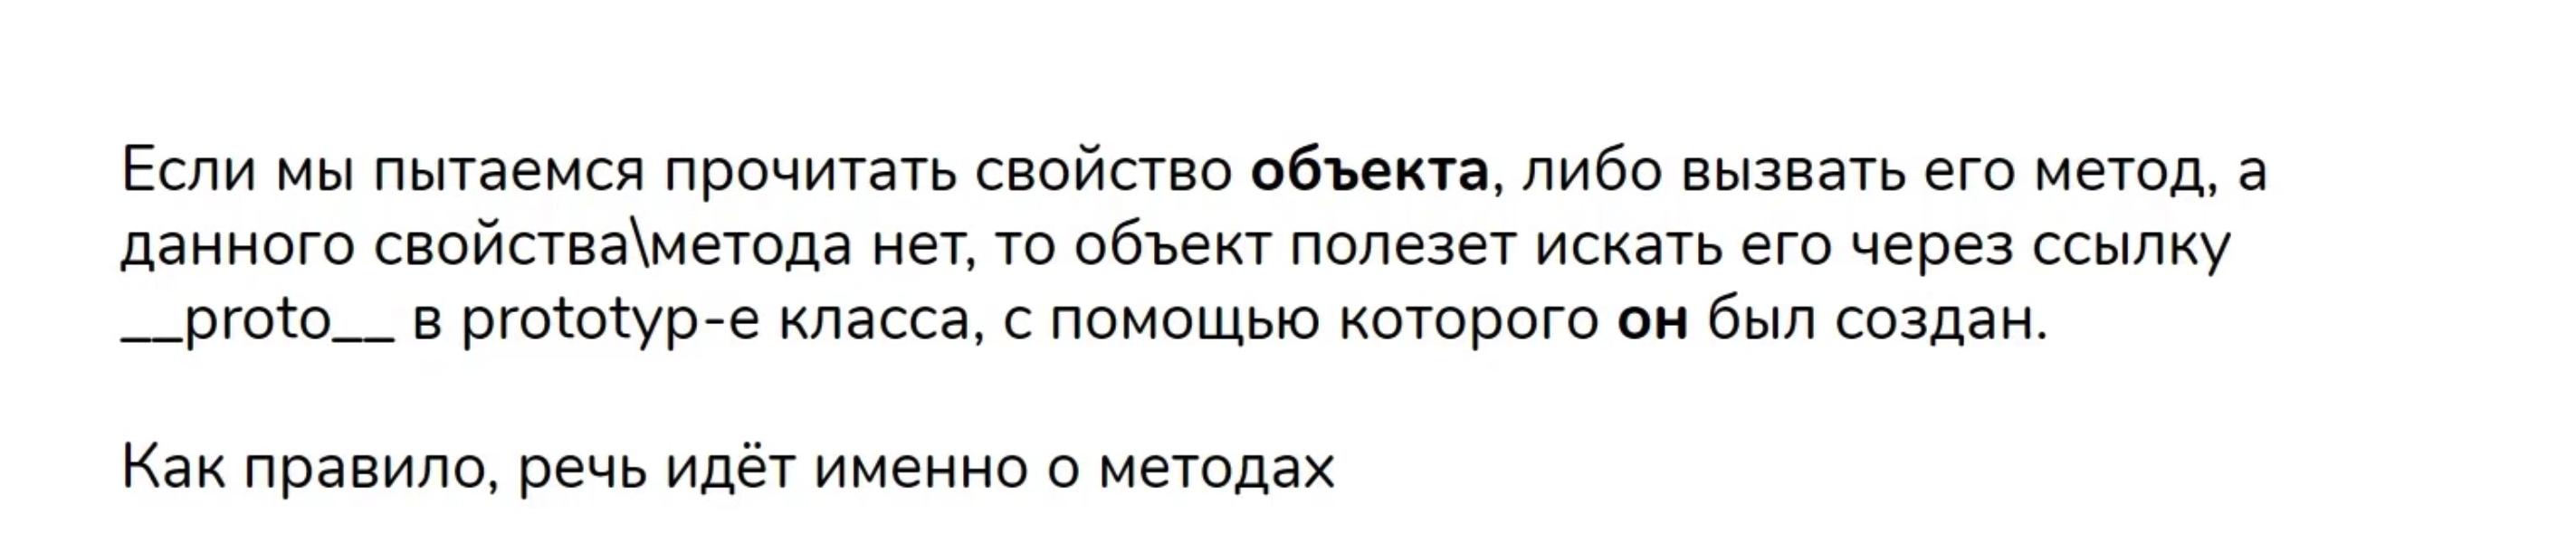 Если мы пытаемся прочитать свойство объекта, либо вызвать его метод, а
данного свойства\метода нет, то объект полезет искать его через ссылку
__proto__ в prototyp-е класса, с помощью которого он был создан.
Как правило, речь идёт именно о методах